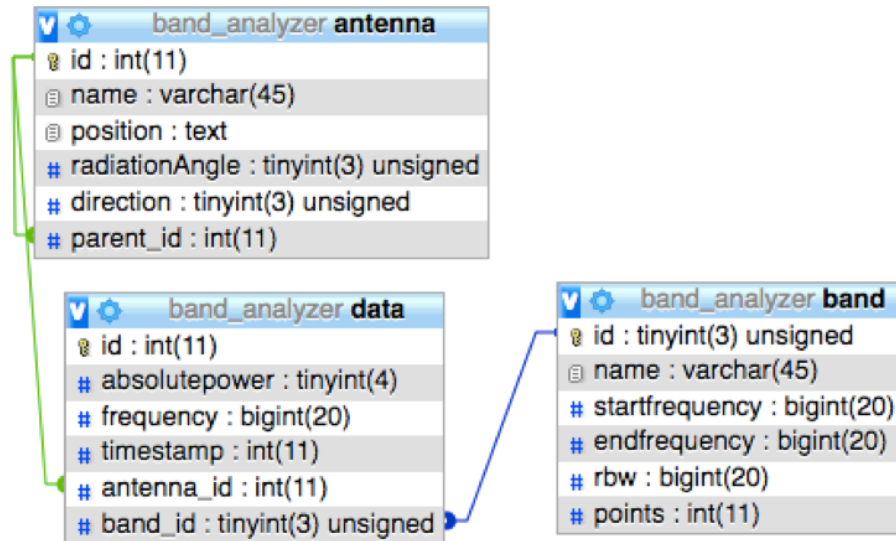 band_analyzer antenna
id : int(11)
name : varchar(45)
position : text
# radiationAngle : tinyint(3) unsigned
# direction : tinyint(3) unsigned
# parent_id : int(11)
band_analyzer data
id : int(11)
# absolutepower : tinyint(4)
# frequency : bigint(20)
# timestamp : int(11)
# antenna_id : int(11)
# band_id : tinyint(3) unsigned
band_analyzer band
id : tinyint(3) unsigned
name : varchar(45)
# startfrequency : bigint(20)
# endfrequency : bigint(20)
# rbw : bigint(20)
# points : int(11)